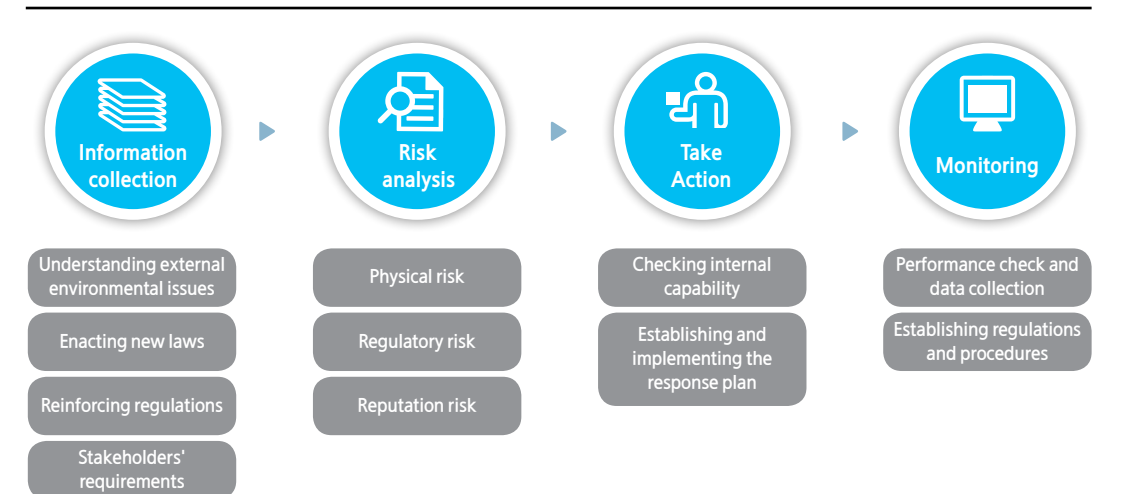 Information
collection
Risk
analysis
Take
Action
Monitoring
Understanding external
environmental issues
Enacting new laws
Reinforcing regulations
Stakeholders'
requirements
Physical risk
Regulatory risk
Reputation risk
Checking internal
capability
Establishing and
implementing the
response plan
Performance check and
data collection
Establishing regulations
and procedures